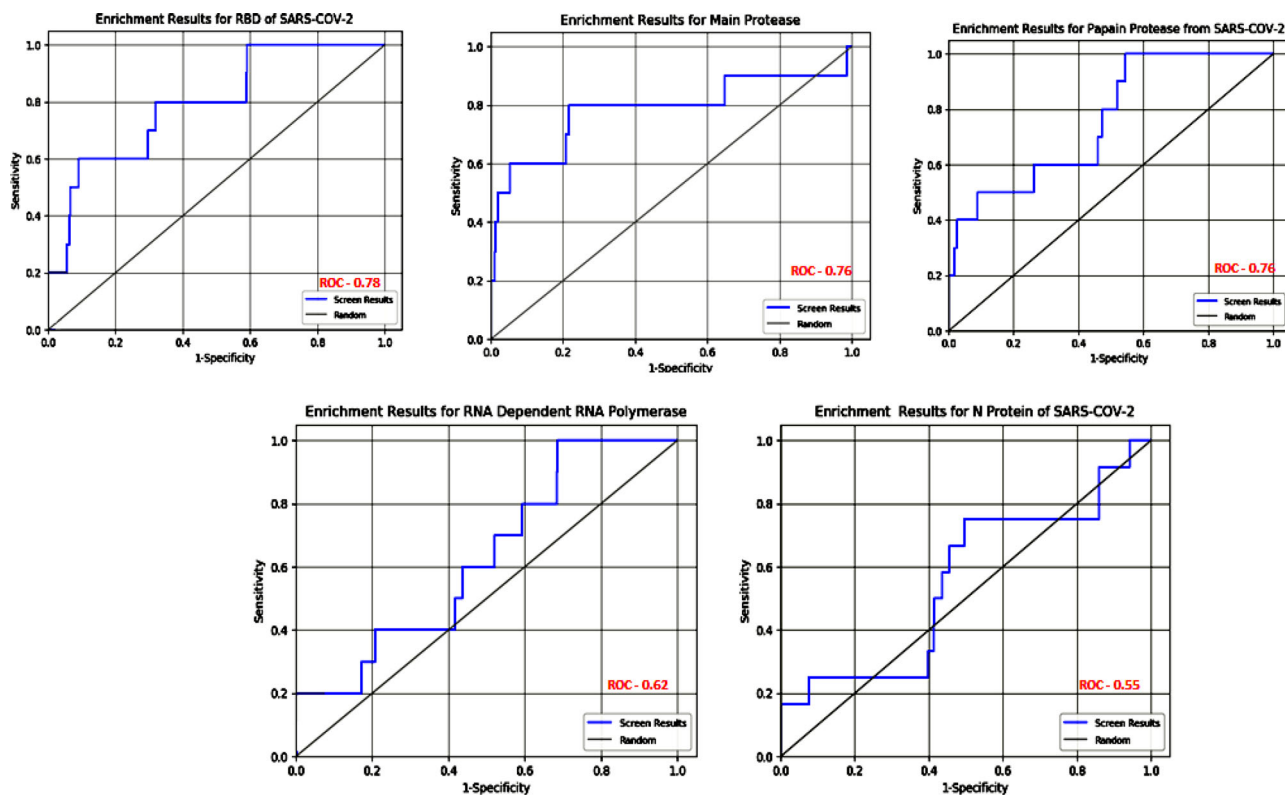 Enrichment Results for RBD of SARS-COV-2
1.0
0.8
0.6
0.4
0.2
0.0
Sensitivity
ROC - 0.78
Screen Results
Random
0.0 0.2 0.4 0.6 0.8 1.0
1-Specificity
Enrichment Results for Main Protease
1.0
0.8
0.6
0.4
0.2
0.0
Sensitivity
ROC - 0.76
Screen Results
Random
0.0 0.2 0.4 0.6 0.8 1.0
1-Specificity
Enrichment Results for Papain Protease from SARS-COV-2
1.0
0.8
0.6
0.4
0.2
0.0
Sensitivity
ROC - 0.76
Screen Results
Random
0.0 0.2 0.4 0.6 0.8 1.0
1-Specificity
Enrichment Results for RNA Dependent RNA Polymerase
1.0
0.8
0.6
0.4
0.2
0.0
Sensitivity
ROC - 0.62
Screen Results
Random
0.0 0.2 0.4 0.6 0.8 1.0
1-Specificity
Enrichment Results for N Protein of SARS-COV-2
1.0
0.8
0.6
0.4
0.2
0.0
Sensitivity
ROC - 0.55
Screen Results
Random
0.0 0.2 0.4 0.6 0.8 1.0
1-Specificity